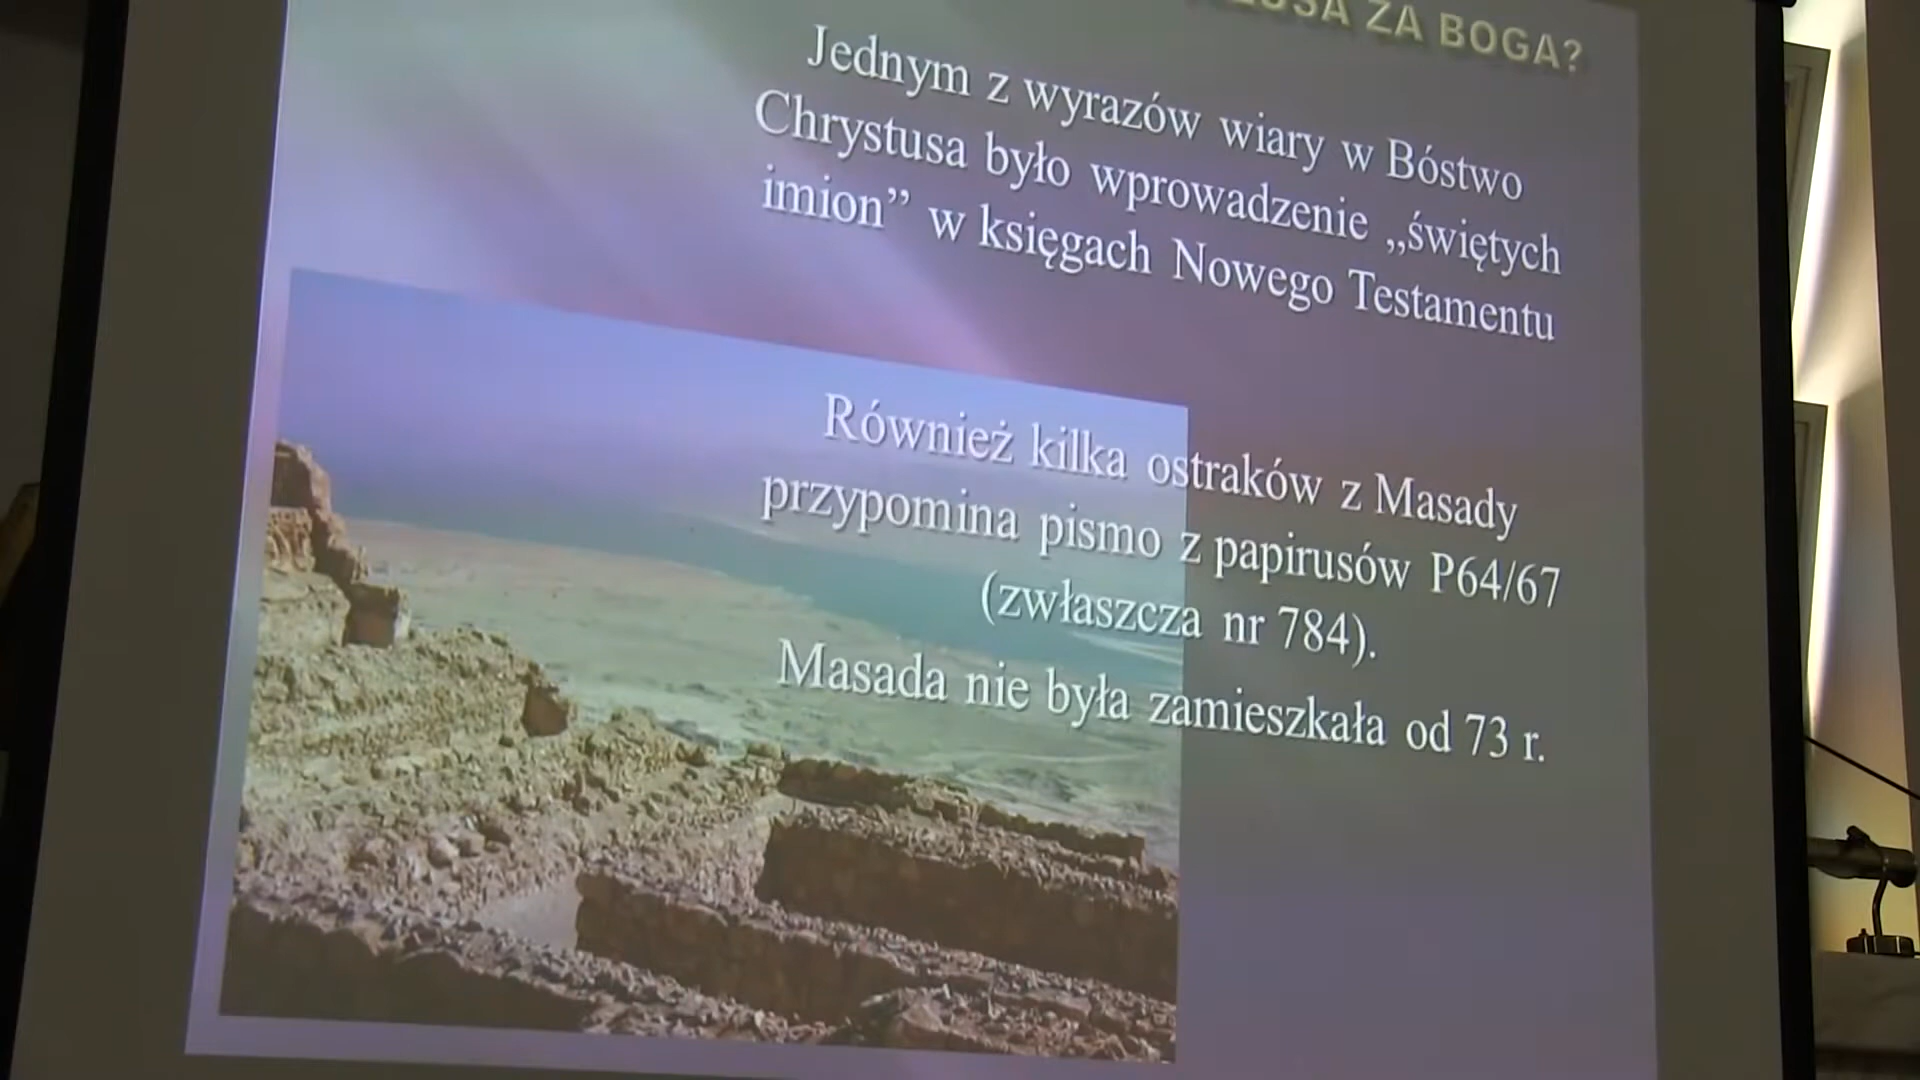 ZA BOGA?
Jednym z wyrazów wiary w Bóstwo
Chrystusa było wprowadzenie „świętych
imion” w księgach Nowego Testamentu
Również kilka ostraków z Masady
przypomina pismo z papirusów P64/67
(zwłaszcza nr 784).
Masada nie była zamieszkała od 73 r.